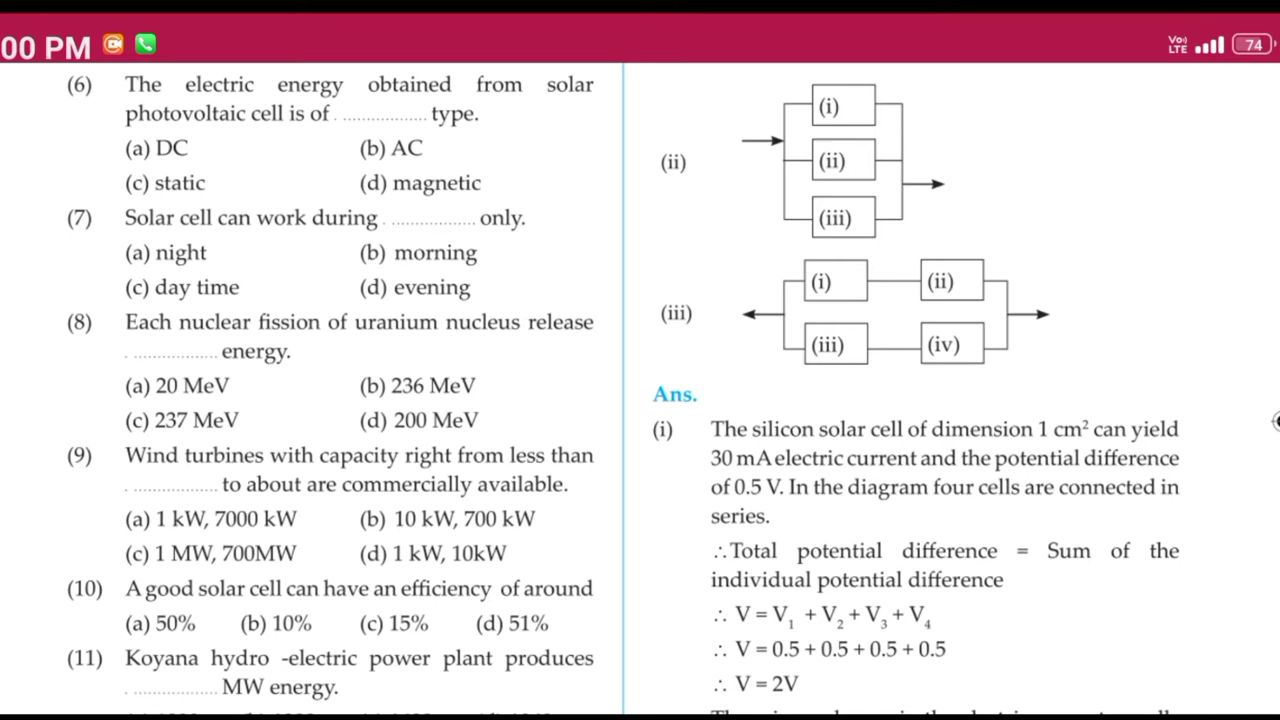 00 PM
Vo) LTE 74
(6) The electric energy obtained from solar
photovoltaic cell is of .................. type.
(a) DC (b) AC
(c) static (d) magnetic
(7) Solar cell can work during .................. only.
(a) night (b) morning
(c) day time (d) evening
(8) Each nuclear fission of uranium nucleus release
.................. energy.
(a) 20 MeV (b) 236 MeV
(c) 237 MeV (d) 200 MeV
(9) Wind turbines with capacity right from less than
.................. to about are commercially available.
(a) 1 kW, 7000 kW (b) 10 kW, 700 kW
(c) 1 MW, 700MW (d) 1 kW, 10kW
(10) A good solar cell can have an efficiency of around
(a) 50% (b) 10% (c) 15% (d) 51%
(11) Koyana hydro -electric power plant produces
.................. MW energy.
(ii)
(i)
(ii)
(iii)
(iii)
(i) (ii)
(iii) (iv)
Ans.
(i) The silicon solar cell of dimension 1 cm² can yield
30 mA electric current and the potential difference
of 0.5 V. In the diagram four cells are connected in
series.
∴Total potential difference = Sum of the
individual potential difference
∴ V = V₁ + V₂ + V₃ + V₄
∴ V = 0.5 + 0.5 + 0.5 + 0.5
∴ V = 2V